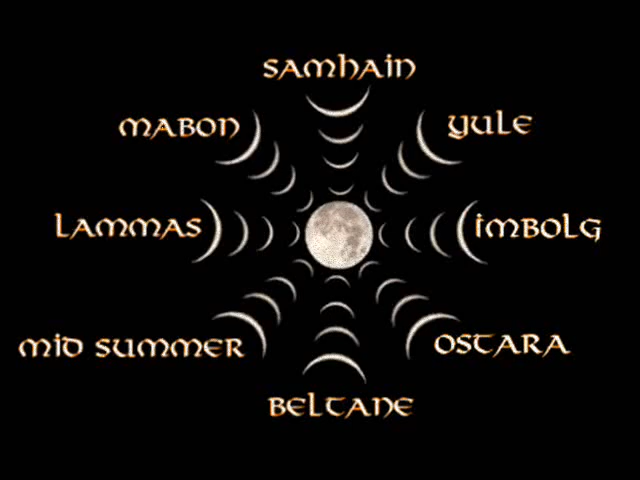 SAMHAIN
MABON
YULE
LAMMAS
IMBOLG
MID SUMMER
OSTARA
BELTANE